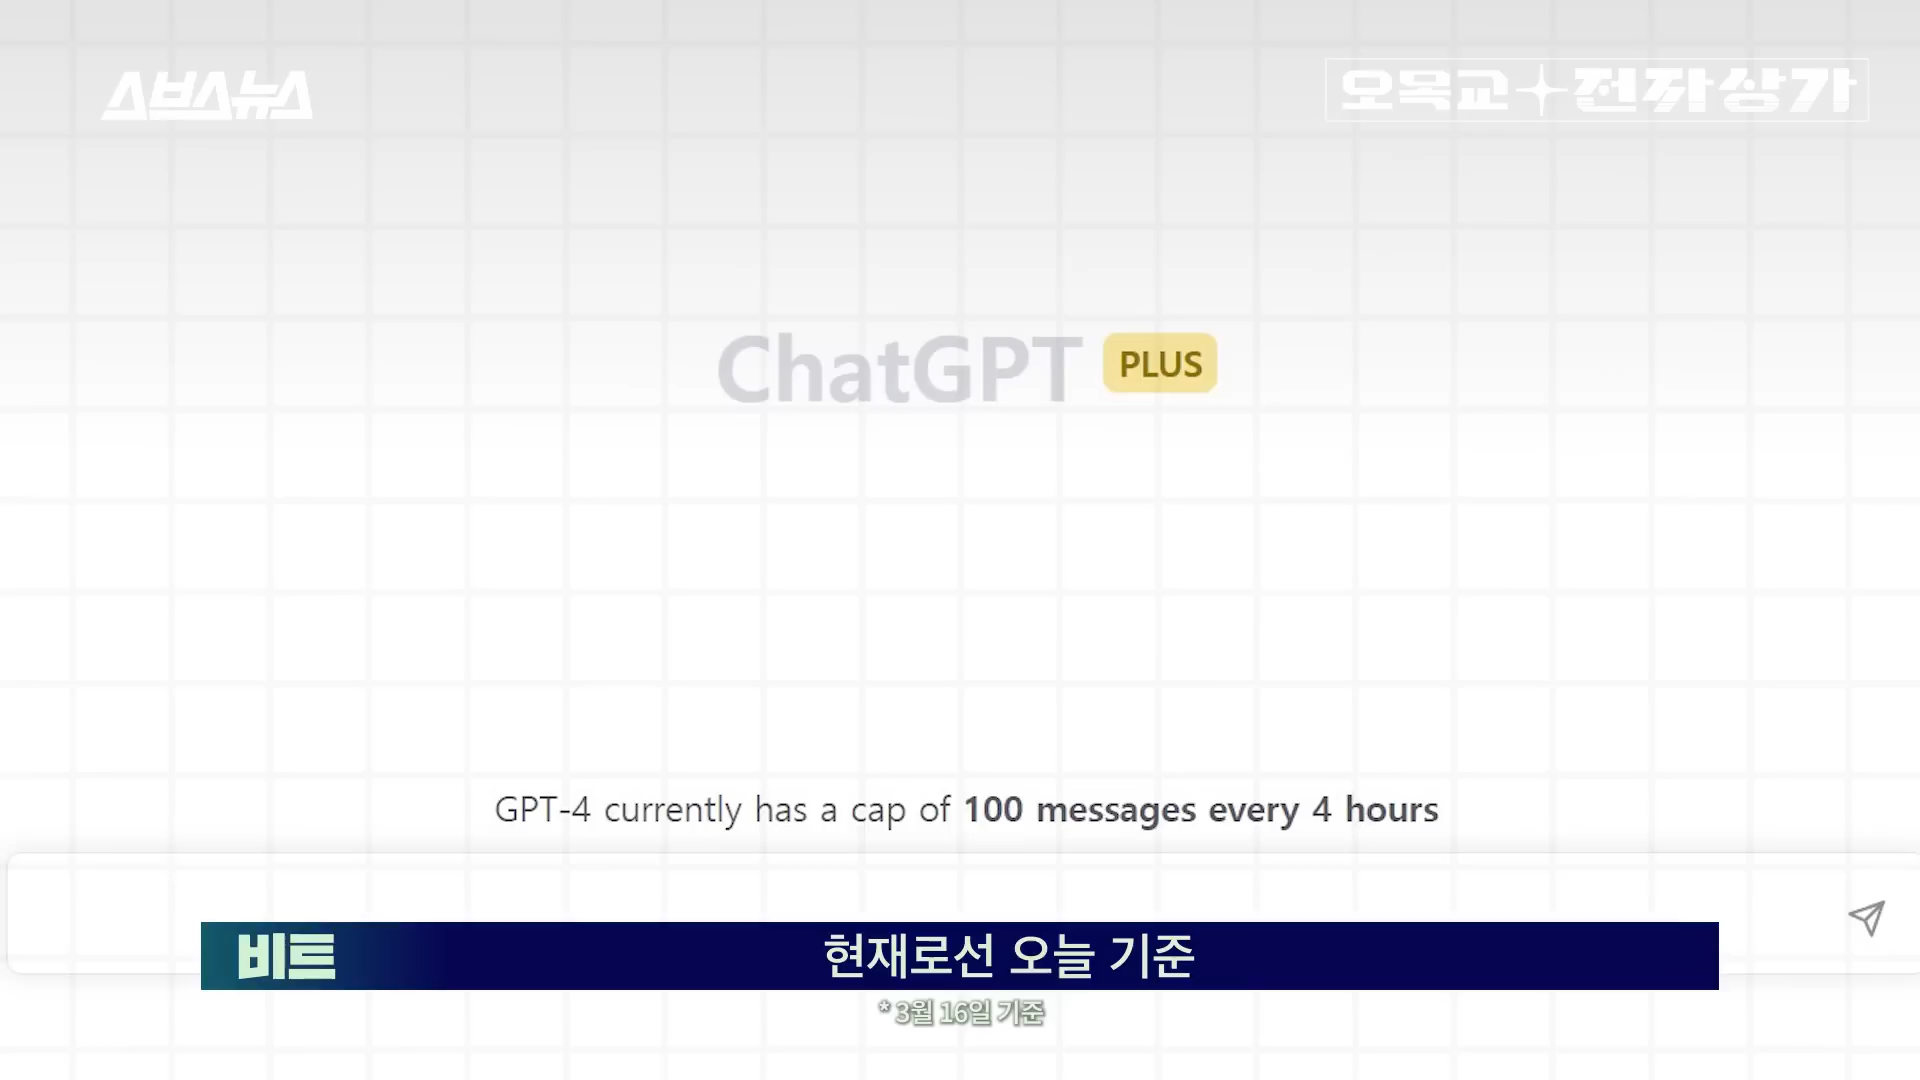 스브스뉴스
오목교 전자상가
ChatGPT PLUS
GPT-4 currently has a cap of 100 messages every 4 hours
비트
현재로선 오늘 기준
* 3월 16일 기준